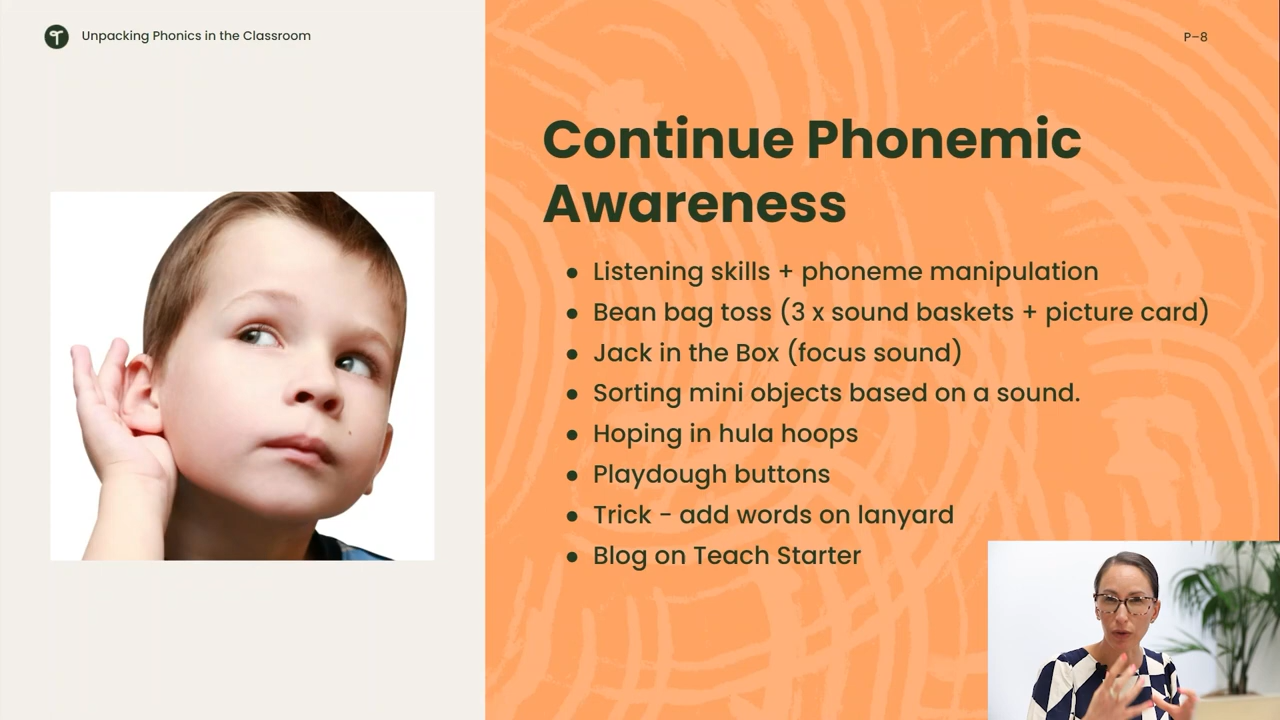 Unpacking Phonics in the Classroom
P–8
Continue Phonemic
Awareness
• Listening skills + phoneme manipulation
• Bean bag toss (3 x sound baskets + picture card)
• Jack in the Box (focus sound)
• Sorting mini objects based on a sound.
• Hoping in hula hoops
• Playdough buttons
• Trick - add words on lanyard
• Blog on Teach Starter